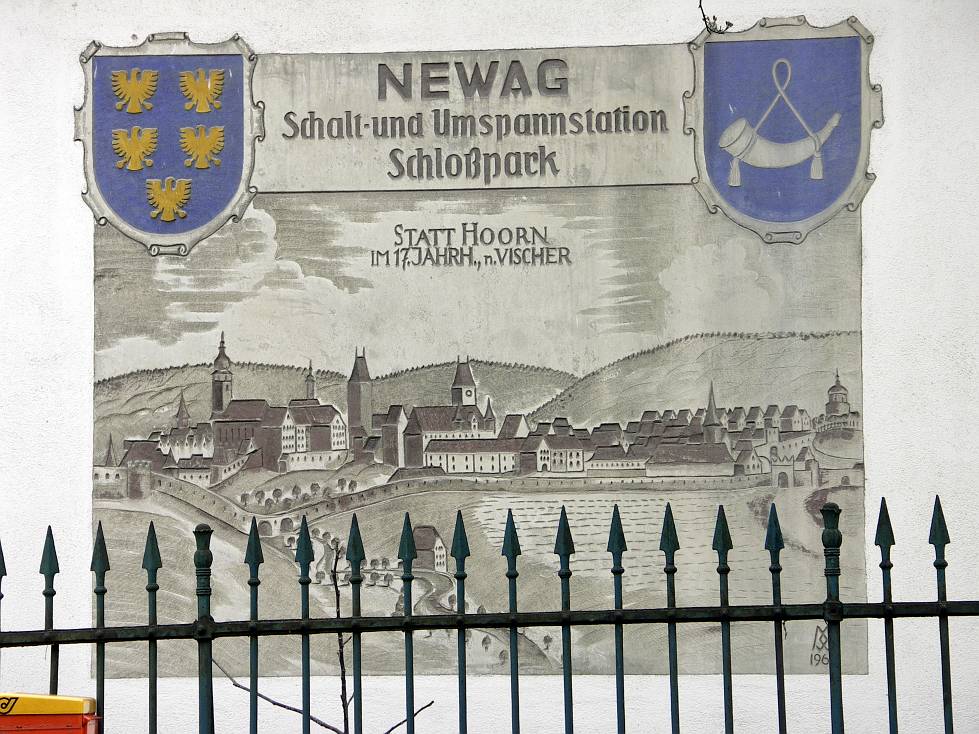 NEWAG
Schalt-und Umspannstation
Schloßpark
STATT HOORN
IM 17. JAHRH., n. VISCHER